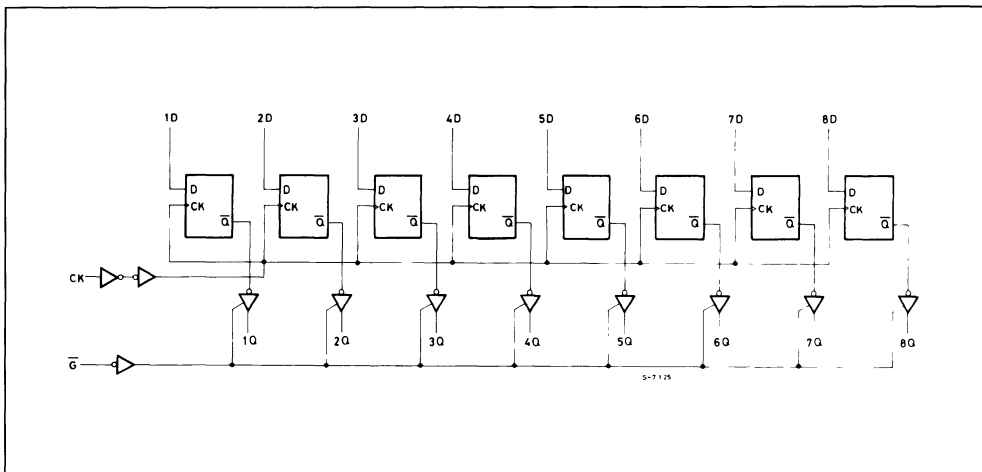 1D 2D 3D 4D 5D 6D 7D 8D
D D D D D D D D
CK CK CK CK CK CK CK CK
Q̅ Q̅ Q̅ Q̅ Q̅ Q̅ Q̅ Q̅
CK
1Q 2Q 3Q 4Q 5Q 6Q 7Q 8Q
G̅
S-7125